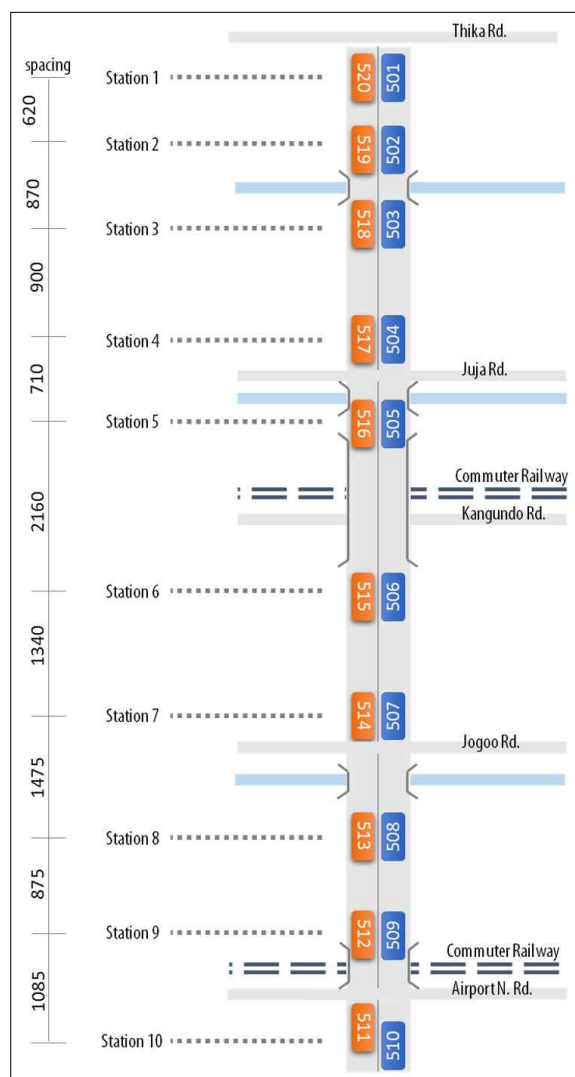 Thika Rd.
spacing
Station 1
520
501
620
Station 2
519
502
870
Station 3
518
503
900
Station 4
517
504
710
Juja Rd.
Station 5
516
505
Commuter Railway
2160
Kangundo Rd.
Station 6
515
506
1340
Station 7
514
507
Jogoo Rd.
1475
Station 8
513
508
875
Station 9
512
509
Commuter Railway
1085
Airport N. Rd.
Station 10
511
510